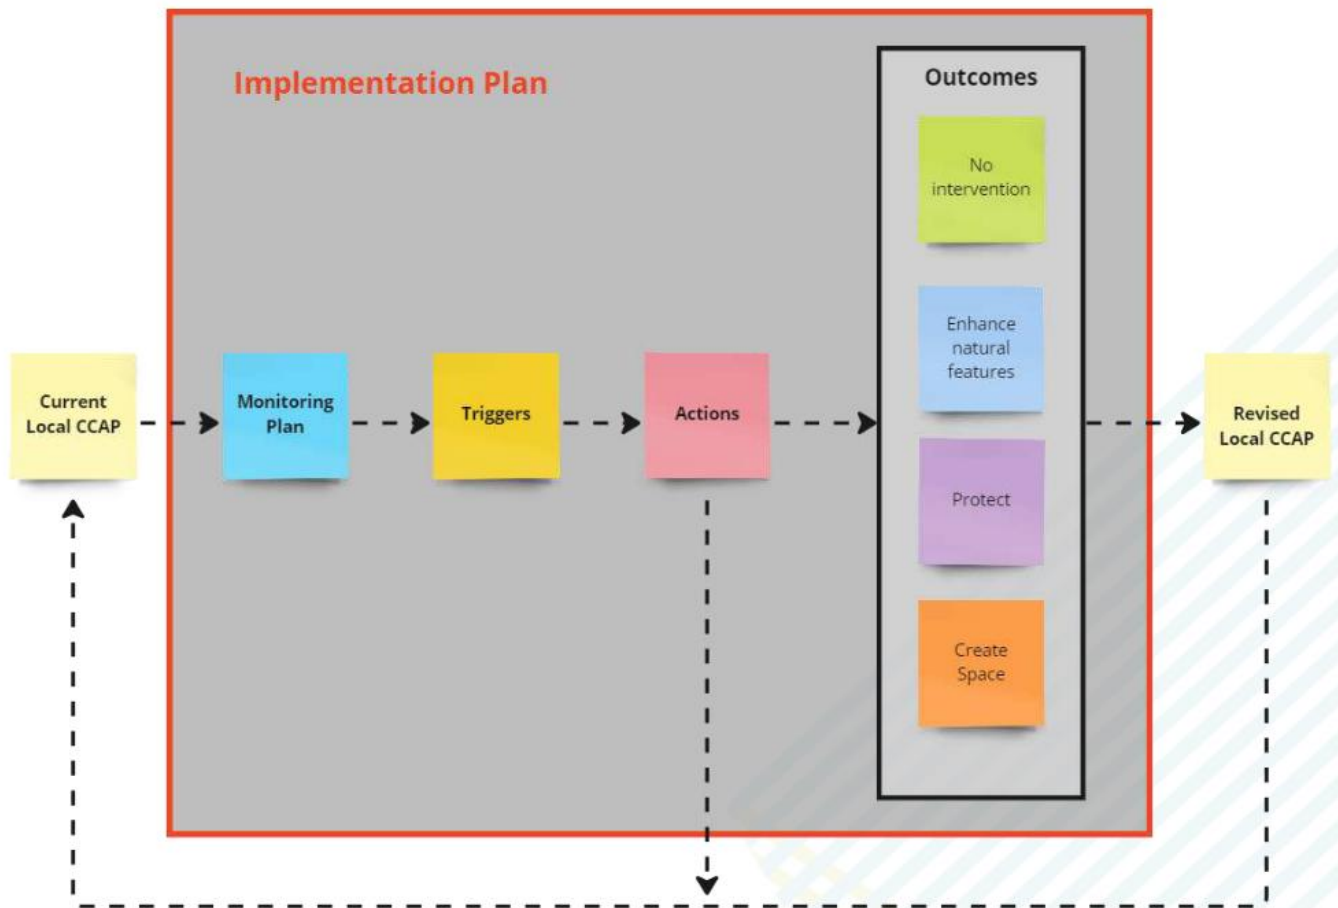 Implementation Plan
Outcomes
No
intervention
Enhance
natural
features
Current
Local CCAP
Monitoring
Plan
Triggers
Actions
Revised
Local CCAP
Protect
Create
Space